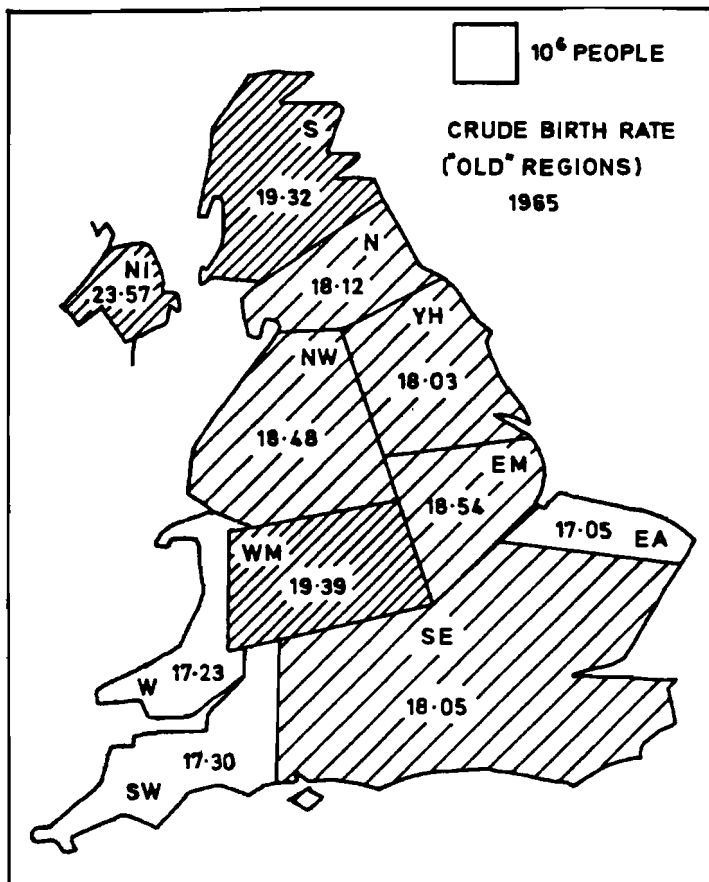 10⁶ PEOPLE
CRUDE BIRTH RATE
("OLD" REGIONS)
1965
S
19·32
N
18·12
NI
23·57
YH
18·03
NW
18·48
EM
18·54
17·05
EA
WM
19·39
SE
18·05
W
17·23
17·30
SW